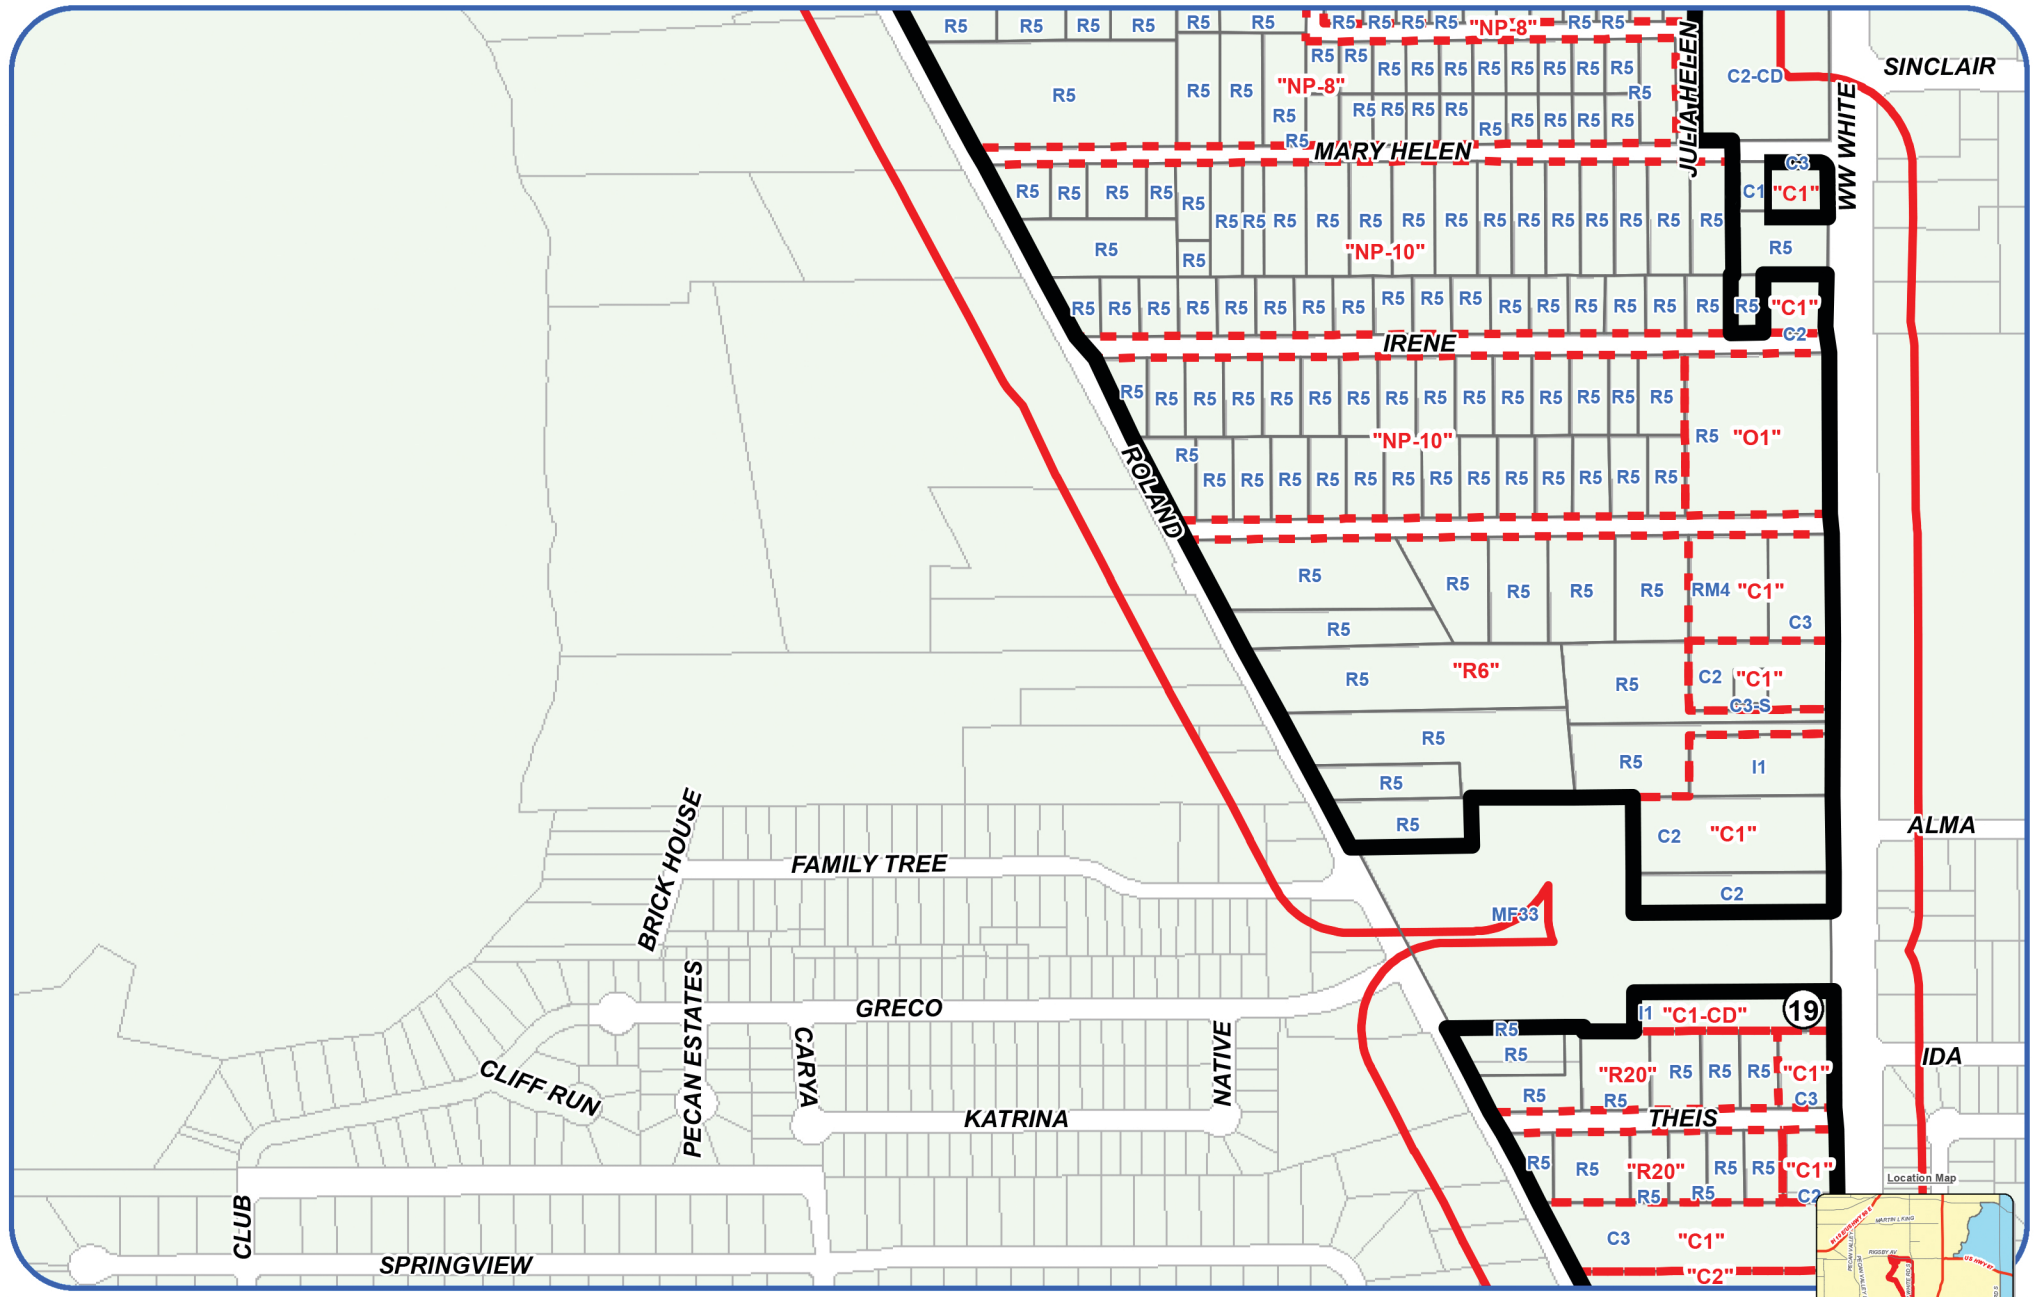 R5 R5 R5 R5 R5 R5 R5 R5 R5 R5 "NP-8" R5 R5
JULIA HELEN
SINCLAIR
R5 R5 R5 R5 R5 R5 R5 R5 R5 R5
C2-CD
"NP-8"
R5 R5 R5 R5
WW WHITE
R5 R5 R5 R5 R5 R5 R5 R5 R5 R5
R5
MARY HELEN
C3
R5 R5 R5 R5 R5 C1 "C1"
R5 R5 R5 R5 R5 R5 R5 R5 R5 R5 R5 R5 R5
R5 "NP-10" R5
R5
R5 R5 R5 R5 R5 R5 R5 R5 R5 R5 R5 R5 R5 R5 R5 R5 R5 R5 "C1"
IRENE
C2
R5 R5 R5 R5 R5 R5 R5 R5 R5 R5 R5 R5 R5 R5 R5
"NP-10" R5 "O1"
ROLAND
R5
R5 R5 R5 R5 R5 R5 R5 R5 R5 R5 R5 R5 R5
R5 R5 R5 R5 R5 RM4 "C1"
R5 C3
R5 "R6" R5 C2 "C1"
C3-S
R5
R5 I1
R5
R5 C2 "C1"
ALMA
BRICK HOUSE
FAMILY TREE
C2
MF33
GRECO
PECAN ESTATES
CARYA
NATIVE
I1 "C1-CD" 19
R5
R5
IDA
CLIFF RUN
"R20" R5 R5 R5 "C1"
R5 R5 C3
KATRINA
THEIS
R5 R5 "R20" R5 R5 "C1"
R5 R5 C2
Location Map
CLUB
C3 "C1"
SPRINGVIEW
"C2"
MARTIN L KING
RIGSBY AV
US HWY 87